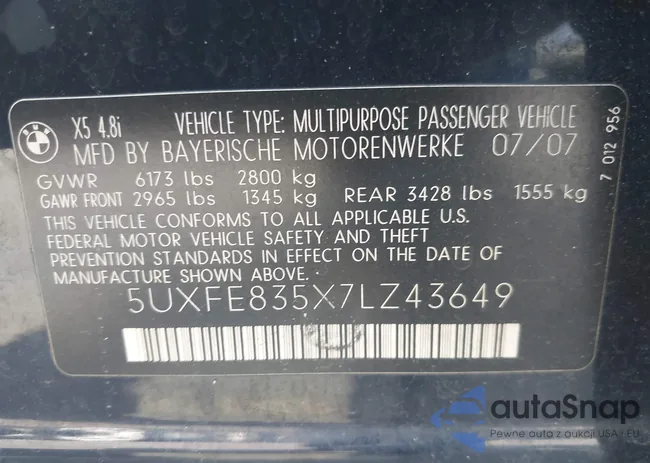 BMW
X5 4.8i VEHICLE TYPE: MULTIPURPOSE PASSENGER VEHICLE
MFD BY BAYERISCHE MOTORENWERKE 07/07
GVWR 6173 lbs 2800 kg
GAWR FRONT 2965 lbs 1345 kg REAR 3428 lbs 1555 kg
THIS VEHICLE CONFORMS TO ALL APPLICABLE U.S.
FEDERAL MOTOR VEHICLE SAFETY AND THEFT
PREVENTION STANDARDS IN EFFECT ON THE DATE OF
MANUFACTURE SHOWN ABOVE.
5UXFE835X7LZ43649
7 012 956
autaSnap
Pewne auta z aukcji USA i EU